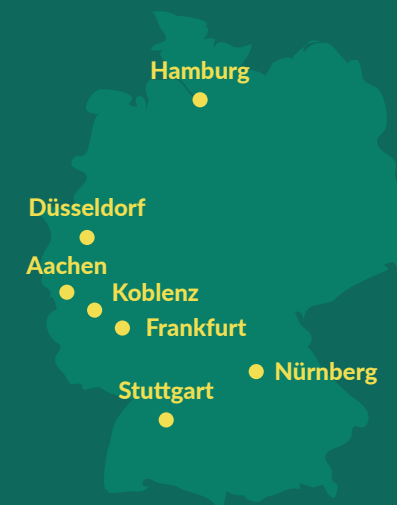 Hamburg
Düsseldorf
Aachen
Koblenz
Frankfurt
Nürnberg
Stuttgart